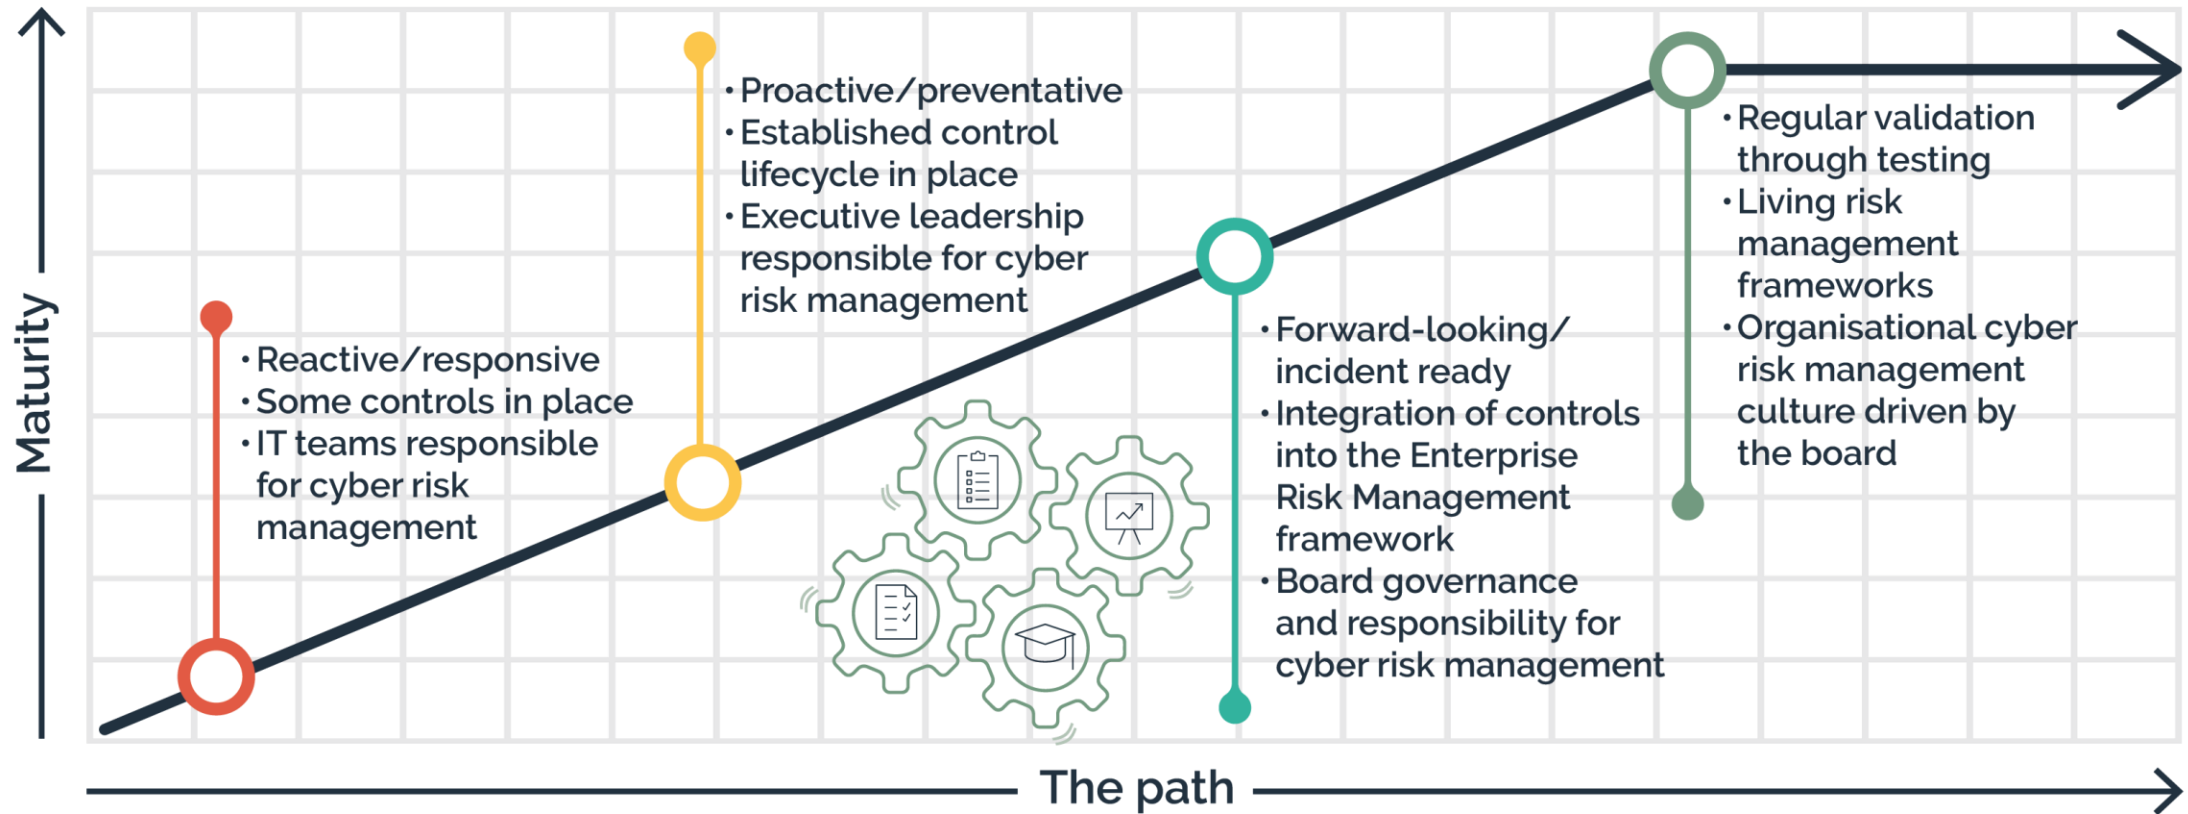 Maturity
• Reactive/responsive
• Some controls in place
• IT teams responsible
for cyber risk
management
• Proactive/preventative
• Established control
lifecycle in place
• Executive leadership
responsible for cyber
risk management
• Forward-looking/
incident ready
• Integration of controls
into the Enterprise
Risk Management
framework
• Board governance
and responsibility for
cyber risk management
• Regular validation
through testing
• Living risk
management
frameworks
• Organisational cyber
risk management
culture driven by
the board
The path